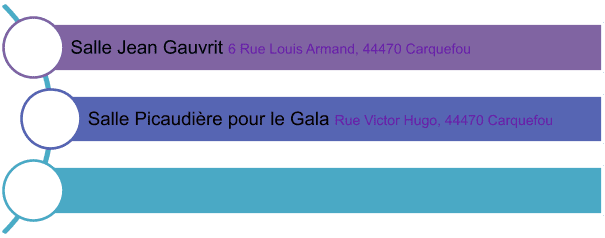 Salle Jean Gauvrit 6 Rue Louis Armand, 44470 Carquefou
Salle Picaudière pour le Gala Rue Victor Hugo, 44470 Carquefou